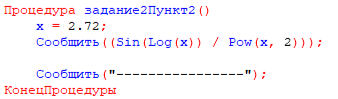 Процедура задание2Пункт2()
x = 2.72;
Сообщить((Sin(Log(x)) / Pow(x, 2)));
Сообщить("----------------");
КонецПроцедуры